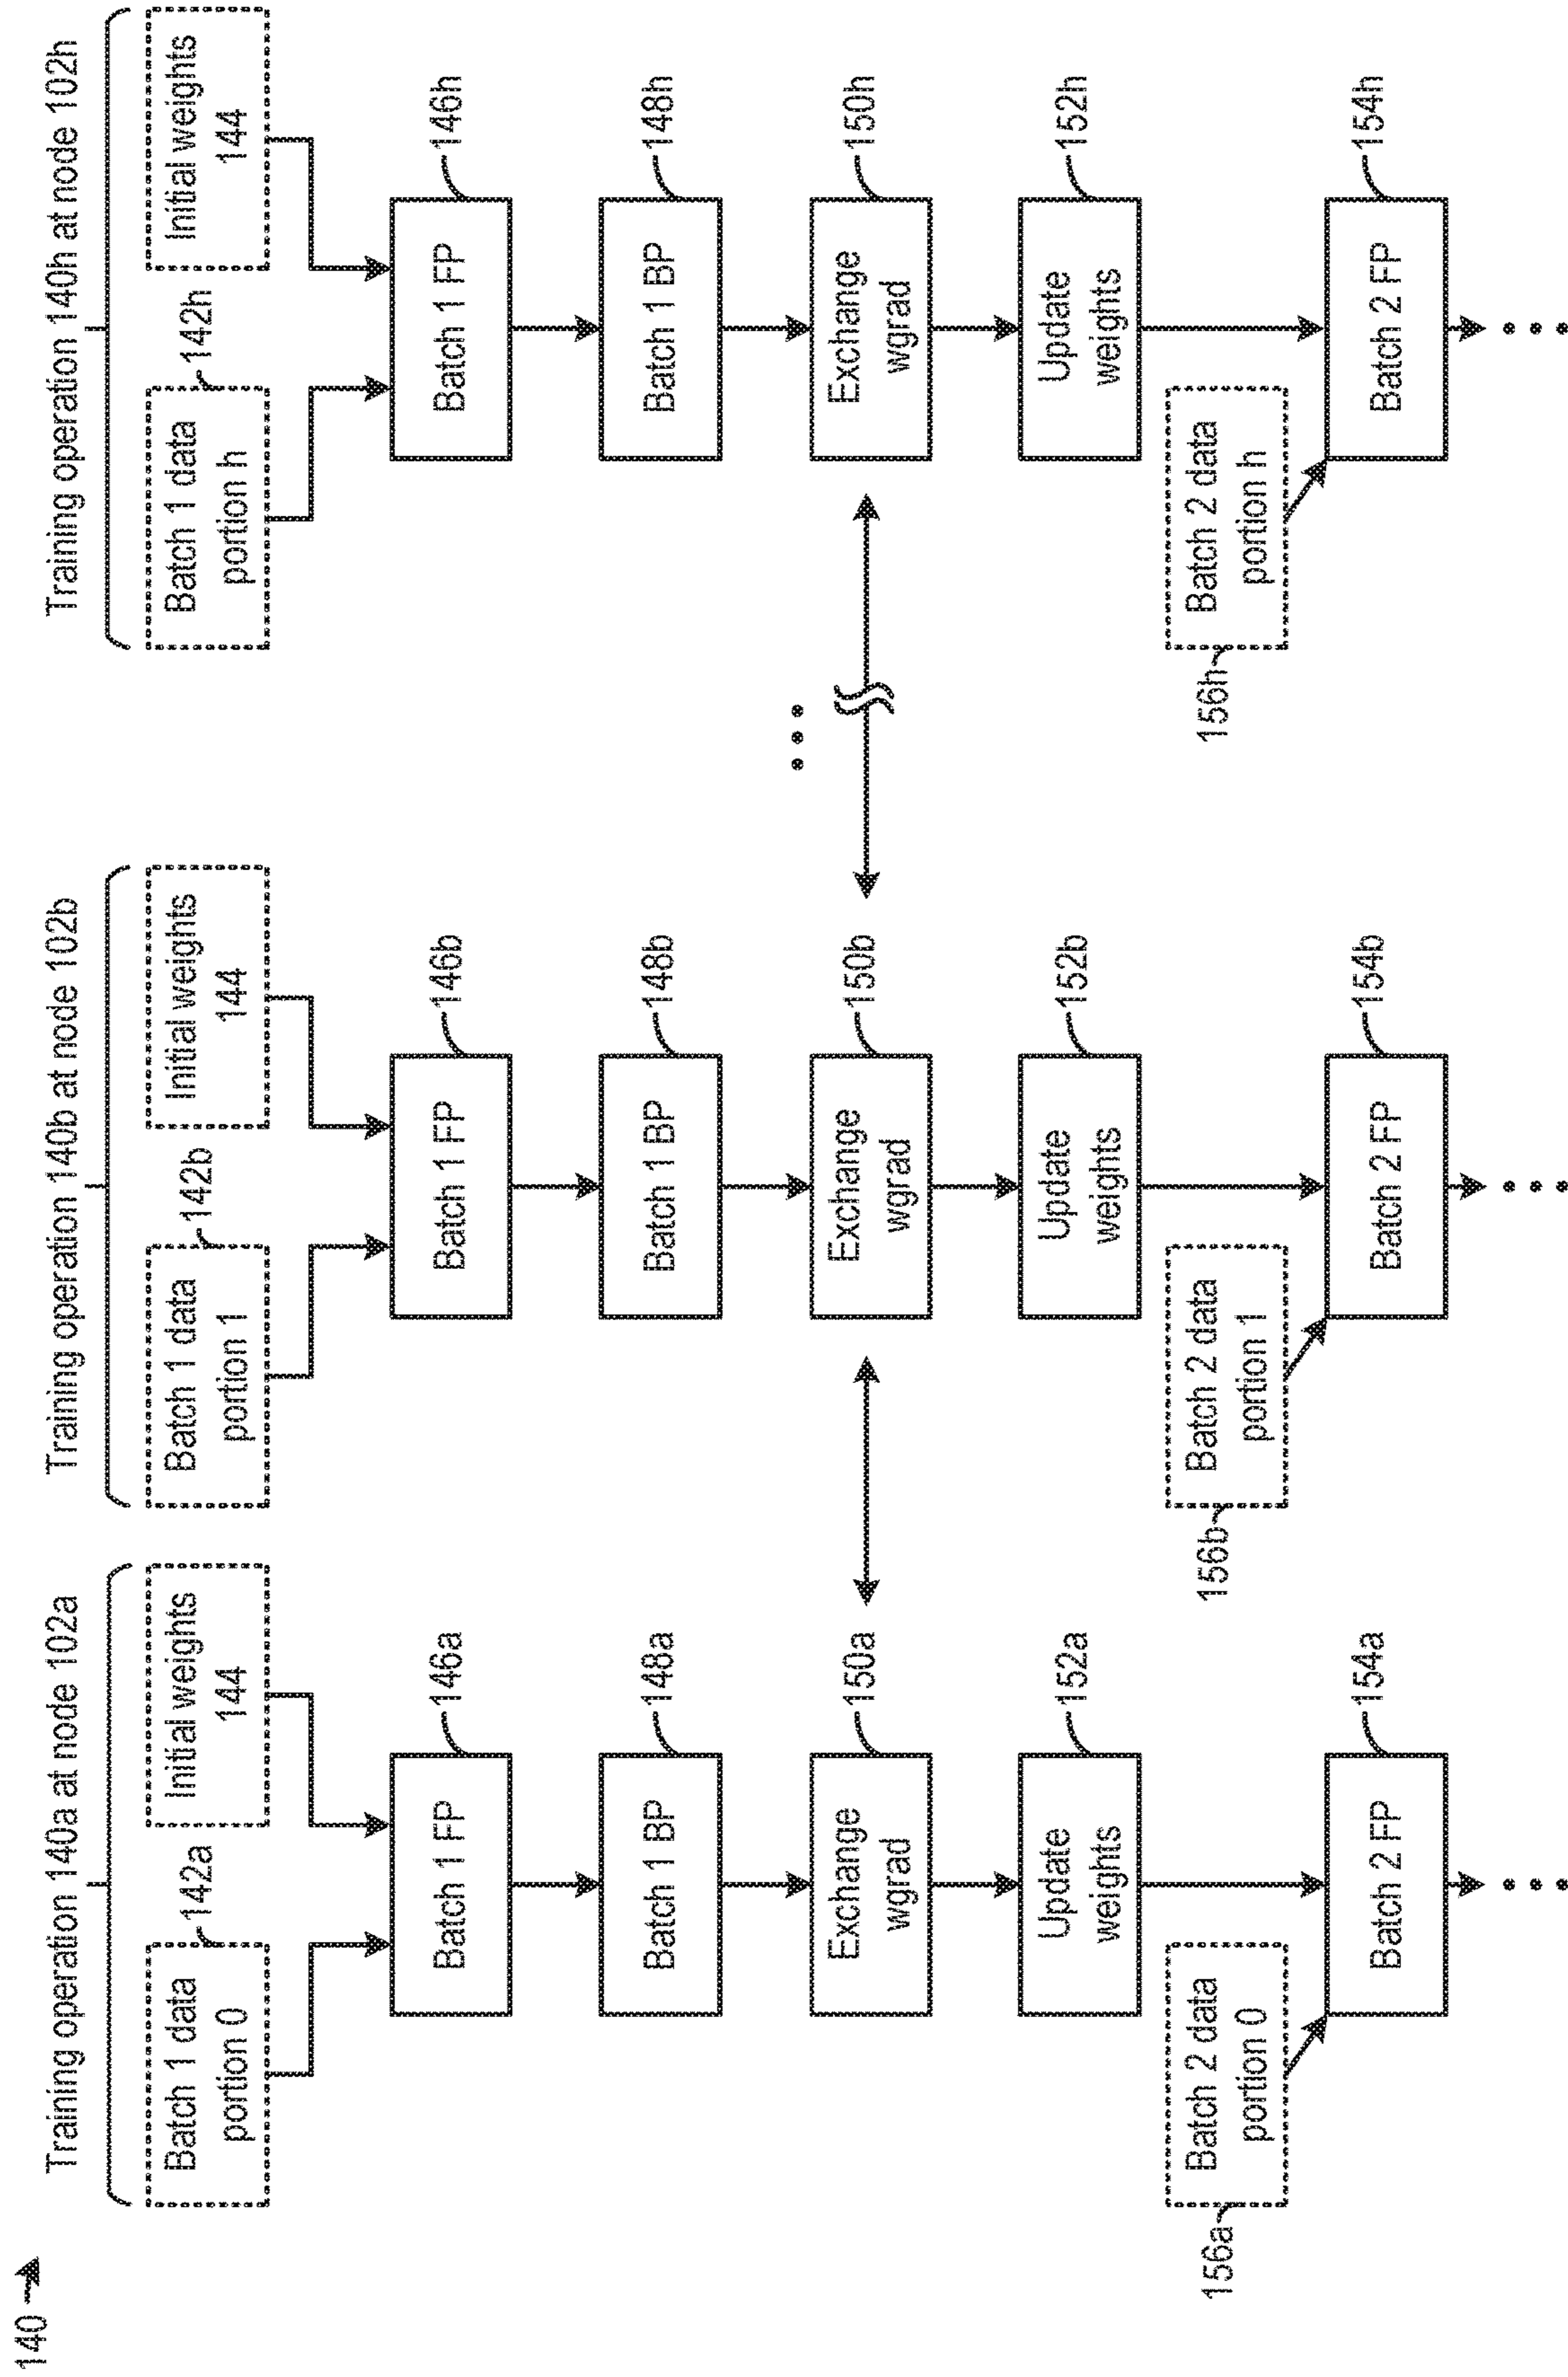 140
Training operation 140a at node 102a
Batch 1 data
portion 0
142a
Initial weights
144
Batch 1 FP
146a
Batch 1 BP
148a
Exchange
wgrad
150a
Update
weights
152a
156a
Batch 2 data
portion 0
Batch 2 FP
154a
Training operation 140b at node 102b
Batch 1 data
portion 1
142b
Initial weights
144
Batch 1 FP
146b
Batch 1 BP
148b
Exchange
wgrad
150b
Update
weights
152b
156b
Batch 2 data
portion 1
Batch 2 FP
154b
Training operation 140h at node 102h
Batch 1 data
portion h
142h
Initial weights
144
Batch 1 FP
146h
Batch 1 BP
148h
Exchange
wgrad
150h
Update
weights
152h
156h
Batch 2 data
portion h
Batch 2 FP
154h